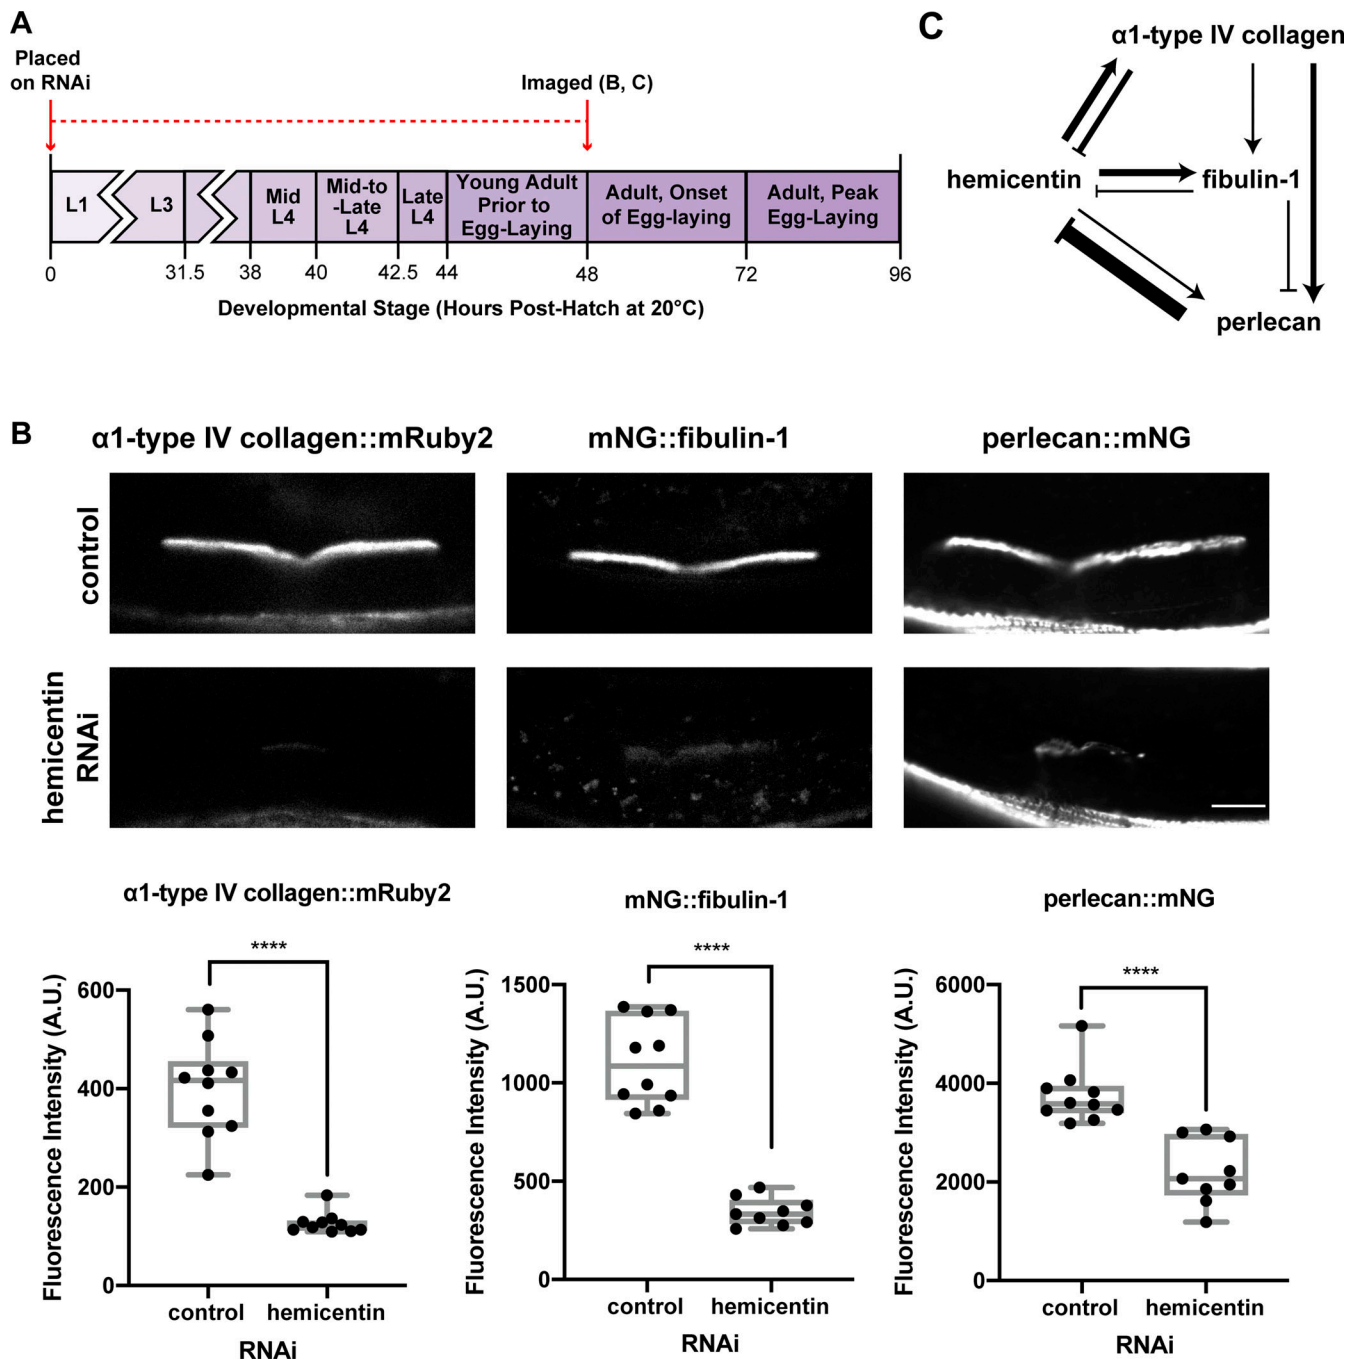 A
Placed
on RNAi
Imaged (B, C)
L1
L3
Mid
L4
Mid-to
-Late
L4
Late
L4
Young Adult
Prior to
Egg-Laying
Adult, Onset
of Egg-laying
Adult, Peak
Egg-Laying
0
31.5
38
40
42.5
44
48
72
96
Developmental Stage (Hours Post-Hatch at 20°C)
C
α1-type IV collagen
hemicentin
fibulin-1
perlecan
B
α1-type IV collagen::mRuby2
mNG::fibulin-1
perlecan::mNG
control
hemicentin
RNAi
α1-type IV collagen::mRuby2
Fluorescence Intensity (A.U.)
600
400
200
0
****
control
hemicentin
RNAi
mNG::fibulin-1
Fluorescence Intensity (A.U.)
1500
1000
500
0
****
control
hemicentin
RNAi
perlecan::mNG
Fluorescence Intensity (A.U.)
6000
4000
2000
0
****
control
hemicentin
RNAi